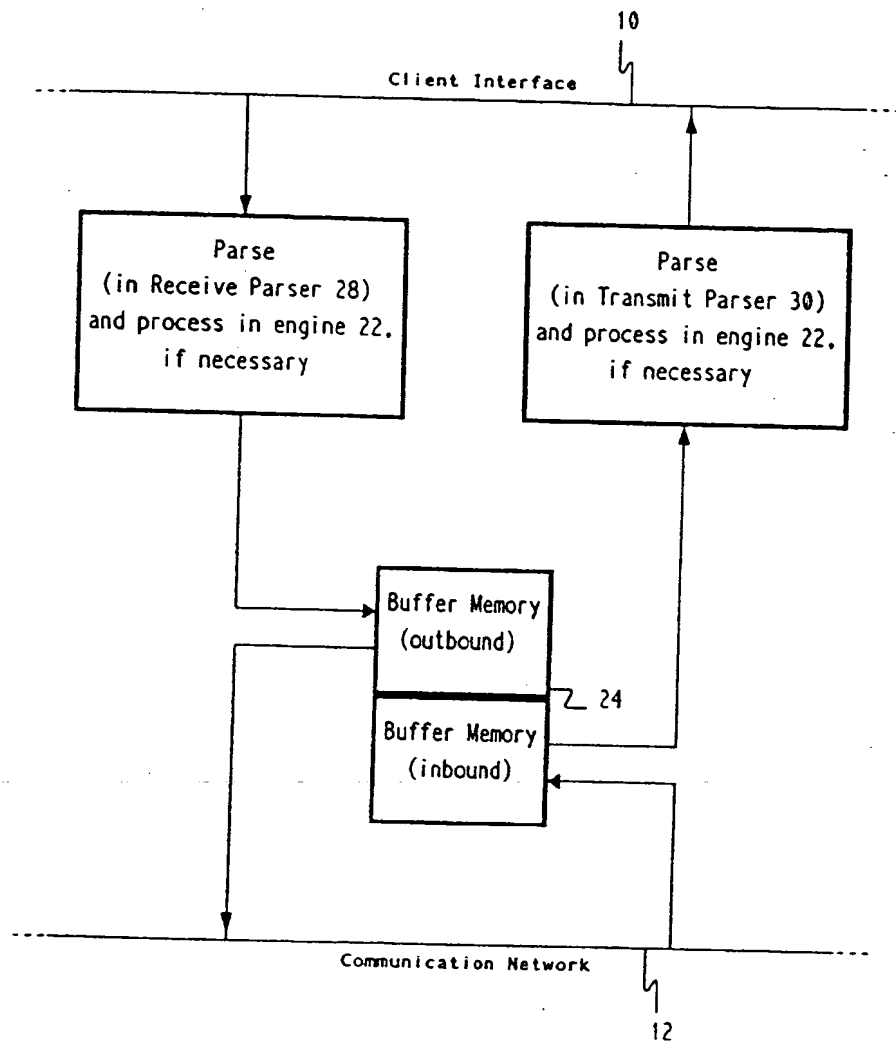 10
Client Interface
Parse
(in Receive Parser 28)
and process in engine 22,
if necessary
Parse
(in Transmit Parser 30)
and process in engine 22,
if necessary
Buffer Memory
(outbound)
24
Buffer Memory
(inbound)
Communication Network
12